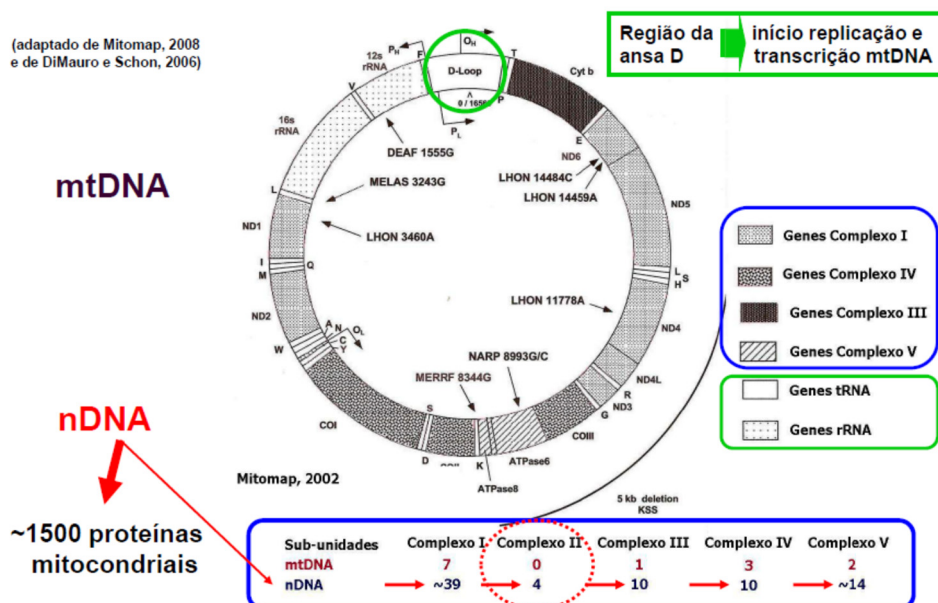 (adaptado de Mitomap, 2008
e de DiMauro e Schon, 2006)
Região da
ansa D
início replicação e
transcrição mtDNA
mtDNA
nDNA
~1500 proteínas
mitocondriais
12s
rRNA
PH
F
OH
D-Loop
T
P
PL
Cyt b
V
16s
rRNA
DEAF 1555G
MELAS 3243G
LHON 3460A
L
ND1
I
M
Q
ND2
W
A
N
C
Y
OL
COI
S
D
K
MERRF 8344G
NARP 8993G/C
ATPase8
ATPase6
COIII
G
ND3
R
ND4L
ND4
H
S
L
LHON 11778A
ND5
ND6
E
LHON 14484C
LHON 14459A
Mitomap, 2002
5 kb deletion
KSS
Genes Complexo I
Genes Complexo IV
Genes Complexo III
Genes Complexo V
Genes tRNA
Genes rRNA
Sub-unidades Complexo I Complexo II Complexo III Complexo IV Complexo V
mtDNA 7 0 1 3 2
nDNA ~39 4 10 10 ~14